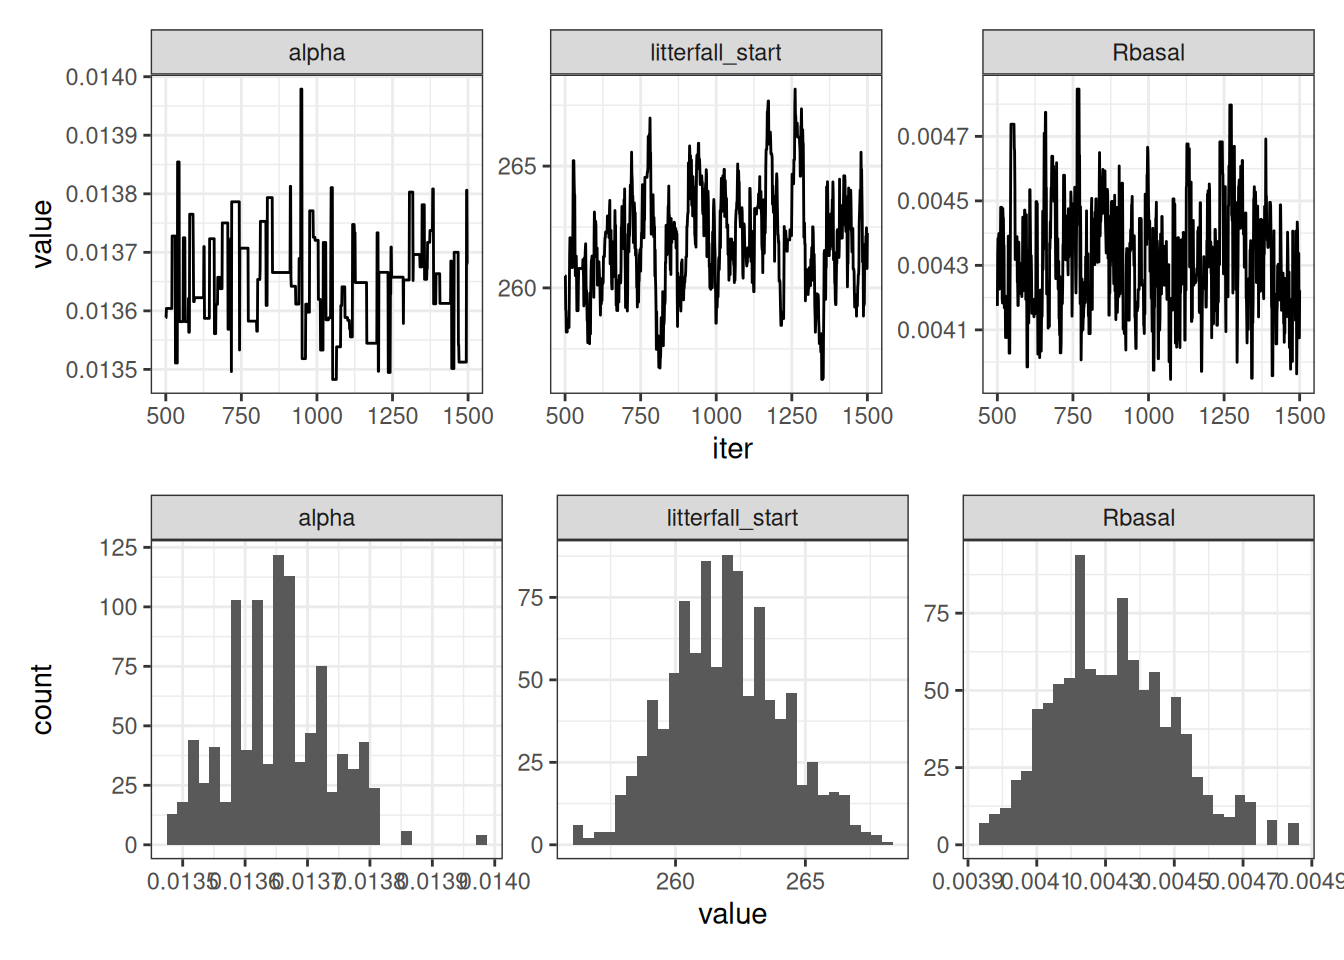 alpha
litterfall_start
Rbasal
0.0140
0.0139
0.0138
0.0137
0.0136
0.0135
265
260
0.0047
0.0045
0.0043
0.0041
value
500 750 1000 1250 1500
500 750 1000 1250 1500
500 750 1000 1250 1500
iter
alpha
litterfall_start
Rbasal
125
100
75
50
25
0
75
50
25
0
75
50
25
0
count
0.0135 0.0136 0.0137 0.0138 0.0139 0.0140
260 265
0.0039 0.0041 0.0043 0.0045 0.0047 0.0049
value